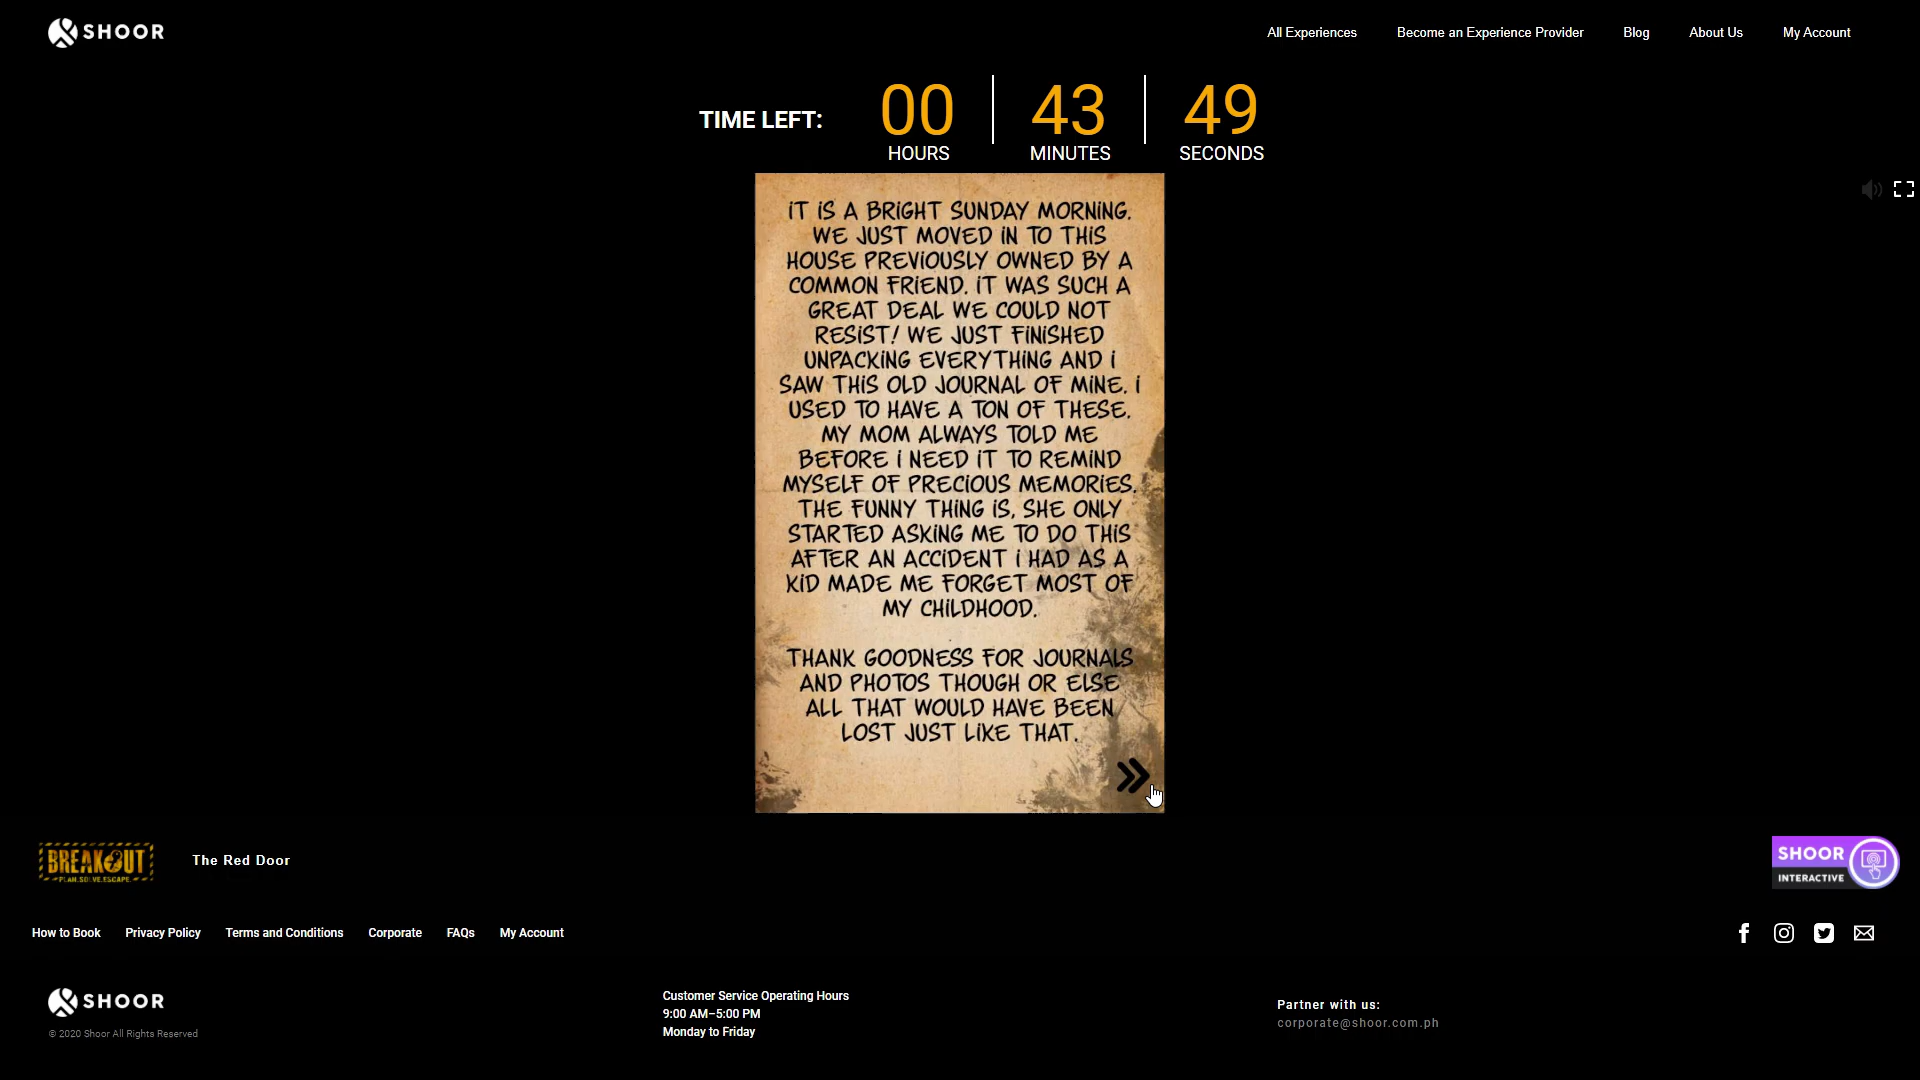 SHOOR
All Experiences
Become an Experience Provider
Blog
About Us
My Account
TIME LEFT:
00
43
49
HOURS
MINUTES
SECONDS
IT IS A BRIGHT SUNDAY MORNING.
WE JUST MOVED IN TO THIS
HOUSE PREVIOUSLY OWNED BY A
COMMON FRIEND. IT WAS SUCH A
GREAT DEAL WE COULD NOT
RESIST! WE JUST FINISHED
UNPACKING EVERYTHING AND I
SAW THIS OLD JOURNAL OF MINE. I
USED TO HAVE A TON OF THESE.
MY MOM ALWAYS TOLD ME
BEFORE I NEED IT TO REMIND
MYSELF OF PRECIOUS MEMORIES.
THE FUNNY THING IS, SHE ONLY
STARTED ASKING ME TO DO THIS
AFTER AN ACCIDENT I HAD AS A
KID MADE ME FORGET MOST OF
MY CHILDHOOD.
THANK GOODNESS FOR JOURNALS
AND PHOTOS THOUGH OR ELSE
ALL THAT WOULD HAVE BEEN
LOST JUST LIKE THAT.
BREAKOUT
PLAN.SOLVE.ESCAPE.
The Red Door
SHOOR
INTERACTIVE
How to Book
Privacy Policy
Terms and Conditions
Corporate
FAQs
My Account
SHOOR
© 2020 Shoor All Rights Reserved
Customer Service Operating Hours
9:00 AM–5:00 PM
Monday to Friday
Partner with us:
corporate@shoor.com.ph